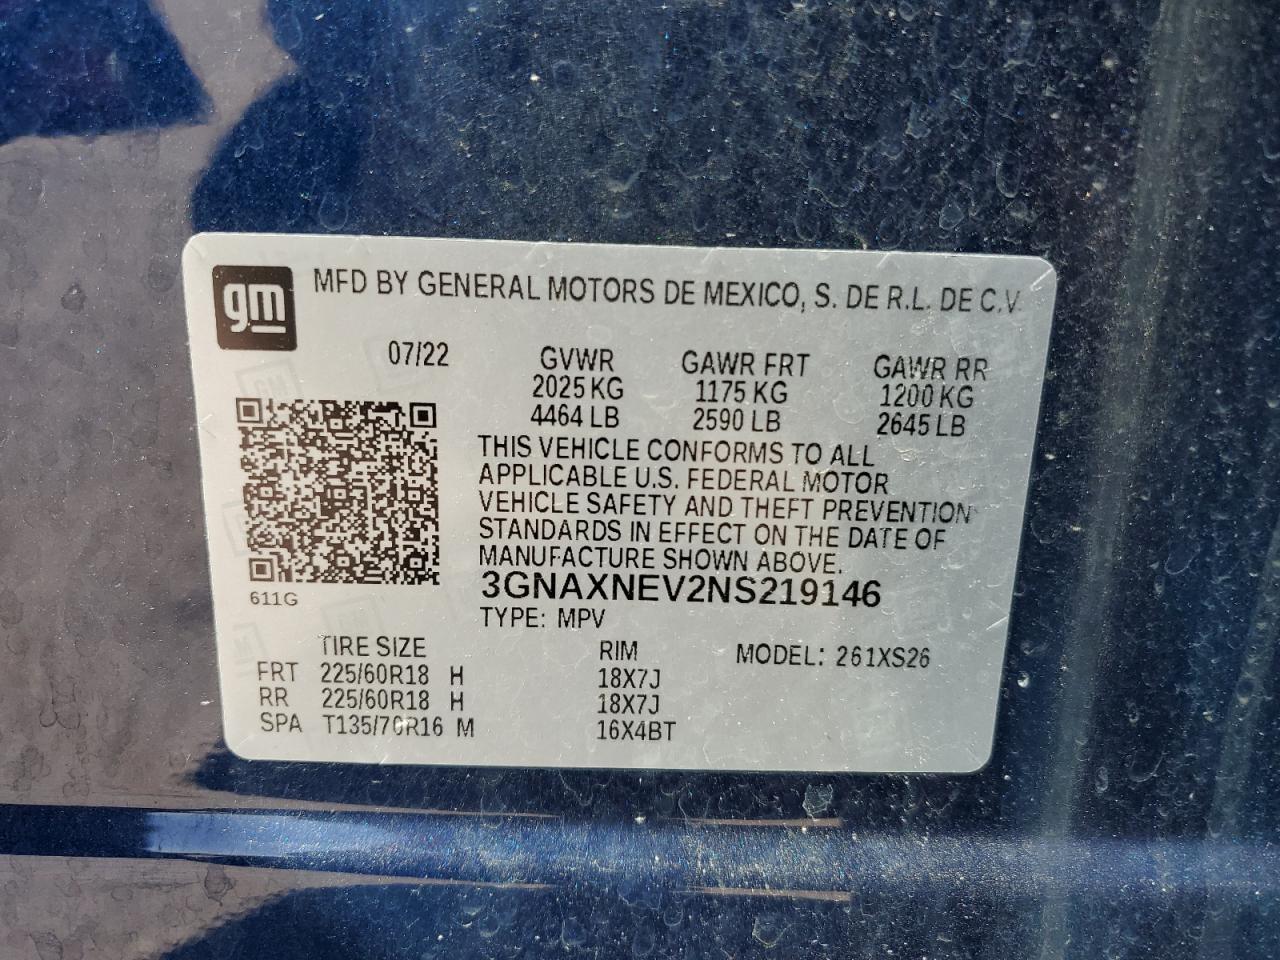 gm
MFD BY GENERAL MOTORS DE MEXICO, S. DE R.L. DE C.V.
07/22 GVWR GAWR FRT GAWR RR
2025 KG 1175 KG 1200 KG
4464 LB 2590 LB 2645 LB
THIS VEHICLE CONFORMS TO ALL
APPLICABLE U.S. FEDERAL MOTOR
VEHICLE SAFETY AND THEFT PREVENTION
STANDARDS IN EFFECT ON THE DATE OF
MANUFACTURE SHOWN ABOVE.
3GNAXNEV2NS219146
611G
TYPE: MPV
TIRE SIZE RIM MODEL: 261XS26
FRT 225/60R18 H 18X7J
RR 225/60R18 H 18X7J
SPA T135/70R16 M 16X4BT